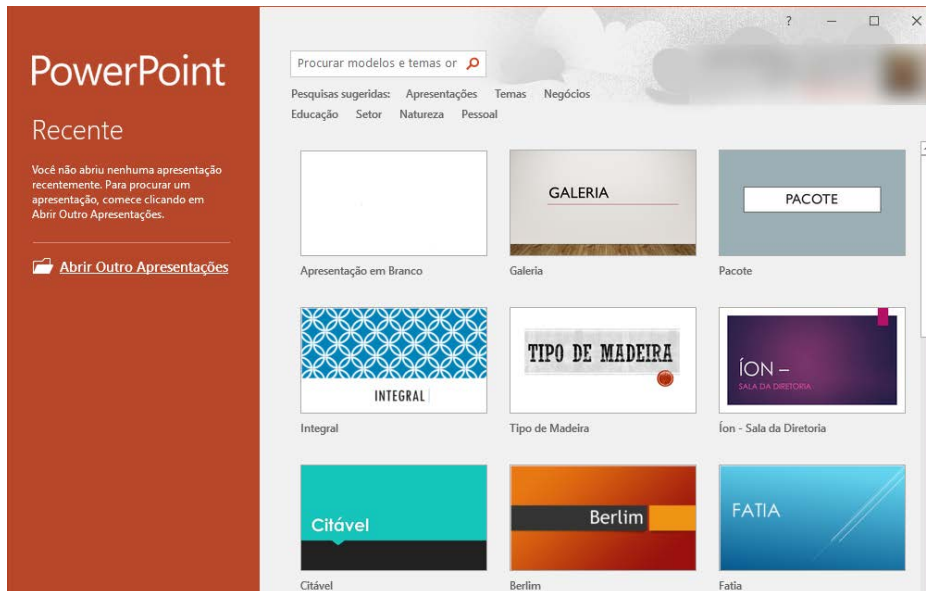 ?
PowerPoint
Recente
Você não abriu nenhuma apresentação
recentemente. Para procurar um
apresentação, comece clicando em
Abrir Outro Apresentações.
Abrir Outro Apresentações
Procurar modelos e temas or
Pesquisas sugeridas: Apresentações Temas Negócios
Educação Setor Natureza Pessoal
Apresentação em Branco
GALERIA
Galeria
PACOTE
Pacote
INTEGRAL
Integral
TIPO DE MADEIRA
Tipo de Madeira
ÍON –
SALA DA DIRETORIA
Íon - Sala da Diretoria
Citável
Citável
Berlim
Berlim
FATIA
Fatia